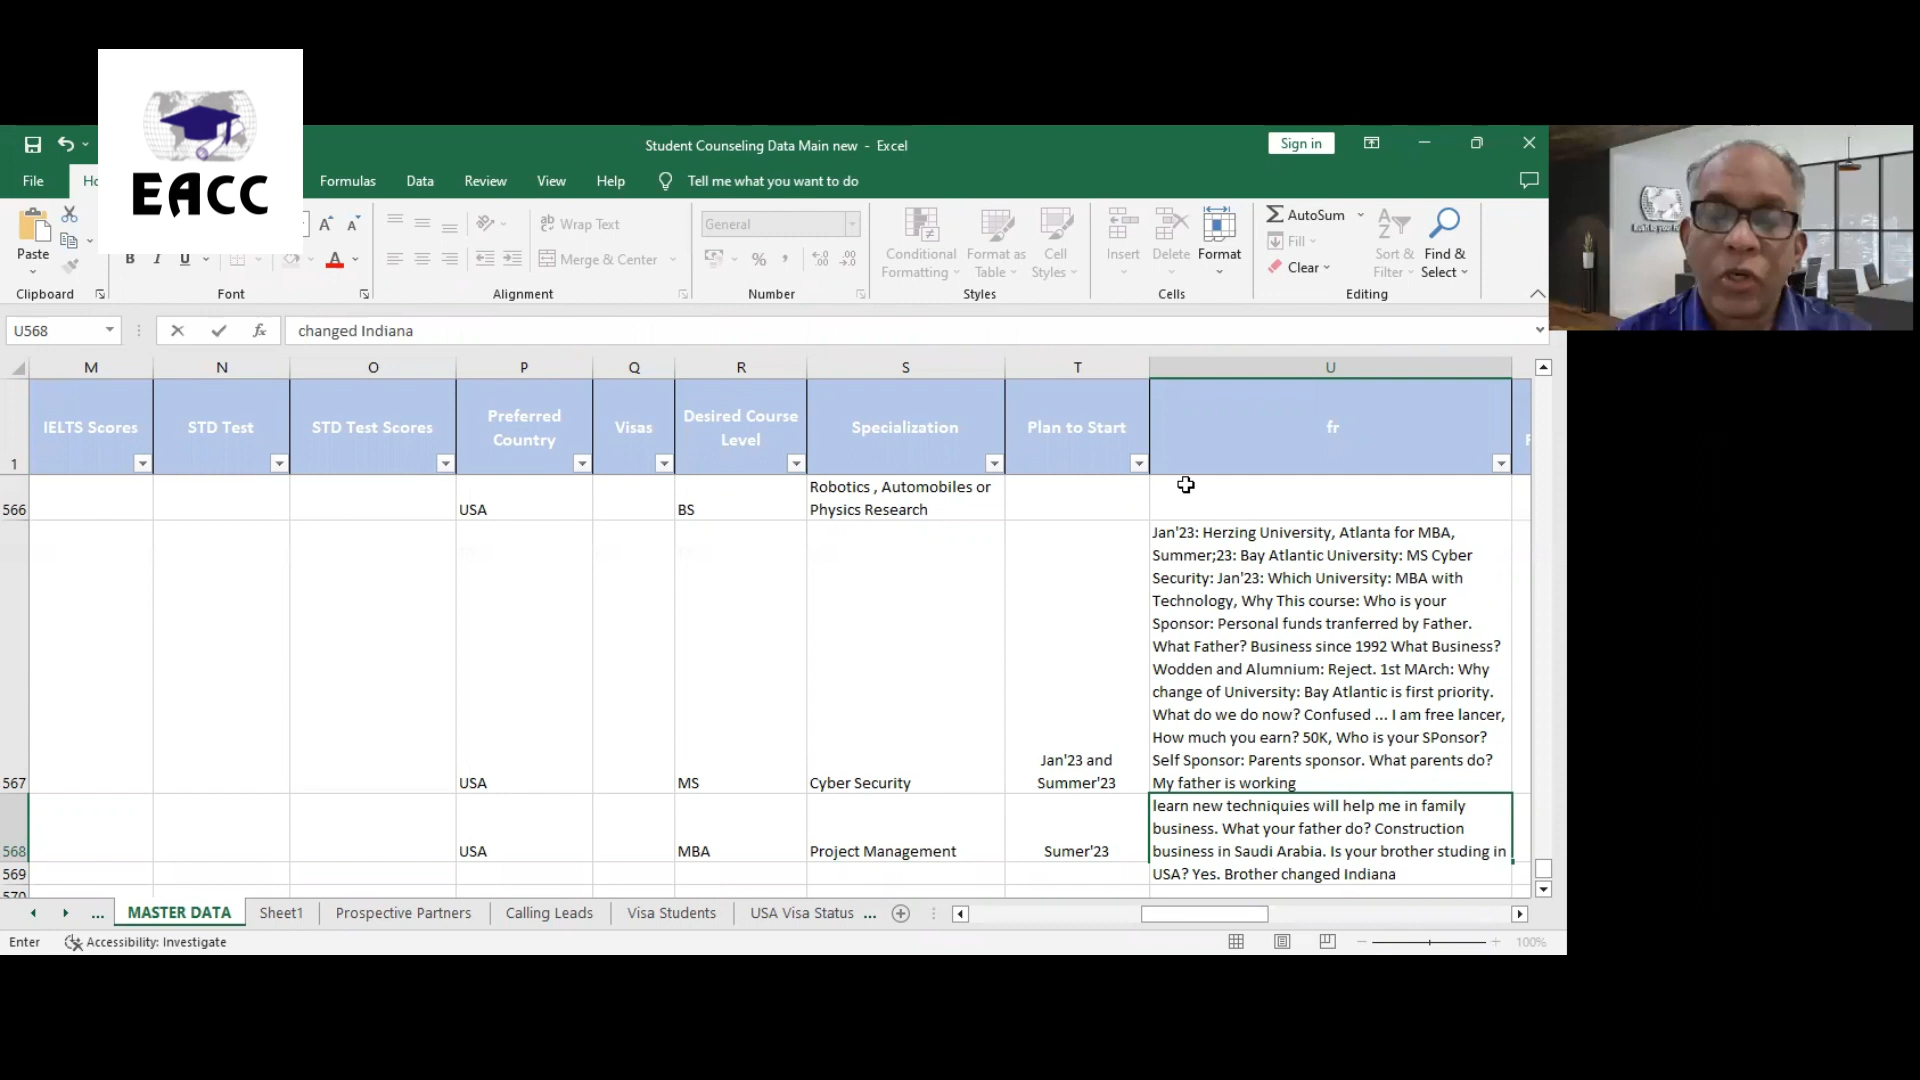 EACC
Student Counseling Data Main new - Excel
Sign in
File
Ho
Formulas
Data
Review
View
Help
Tell me what you want to do
Paste
Clipboard
B I U
A
Font
Wrap Text
Merge & Center
Alignment
General
%
Number
Conditional Formatting
Format as Table
Cell Styles
Styles
Insert
Delete
Format
Cells
AutoSum
Fill
Clear
Sort & Filter
Find & Select
Editing
U568
fx
changed Indiana
M N O P Q R S T U
1
IELTS Scores
STD Test
STD Test Scores
Preferred Country
Visas
Desired Course Level
Specialization
Plan to Start
fr
566
USA
BS
Robotics , Automobiles or
Physics Research
567
USA
MS
Cyber Security
Jan'23 and
Summer'23
Jan'23: Herzing University, Atlanta for MBA,
Summer;23: Bay Atlantic University: MS Cyber
Security: Jan'23: Which University: MBA with
Technology, Why This course: Who is your
Sponsor: Personal funds tranferred by Father.
What Father? Business since 1992 What Business?
Wodden and Alumnium: Reject. 1st MArch: Why
change of University: Bay Atlantic is first priority.
What do we do now? Confused ... I am free lancer,
How much you earn? 50K, Who is your SPonsor?
Self Sponsor: Parents sponsor. What parents do?
My father is working
568
USA
MBA
Project Management
Sumer'23
learn new techniquies will help me in family
business. What your father do? Construction
business in Saudi Arabia. Is your brother studing in
USA? Yes. Brother changed Indiana
569
570
...
MASTER DATA
Sheet1
Prospective Partners
Calling Leads
Visa Students
USA Visa Status ...
Enter
Accessibility: Investigate
100%